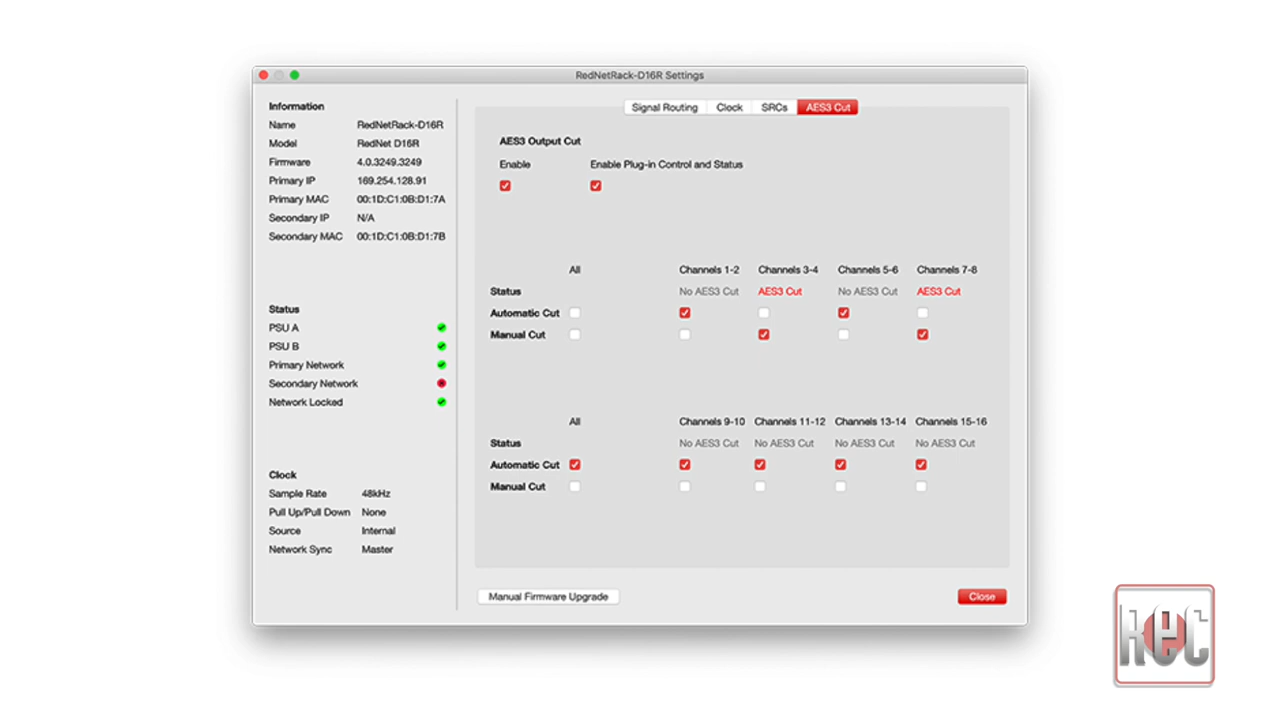 RedNetRack-D16R Settings
Information
Name RedNetRack-D16R
Model RedNet D16R
Firmware 4.0.3249.3249
Primary IP 169.254.128.91
Primary MAC 00:1D:C1:0B:D1:7A
Secondary IP N/A
Secondary MAC 00:1D:C1:0B:D1:7B
Status
PSU A
PSU B
Primary Network
Secondary Network
Network Locked
Clock
Sample Rate 48kHz
Pull Up/Pull Down None
Source Internal
Network Sync Master
Signal Routing Clock SRCs AES3 Cut
AES3 Output Cut
Enable Enable Plug-in Control and Status
All Channels 1-2 Channels 3-4 Channels 5-6 Channels 7-8
Status No AES3 Cut AES3 Cut No AES3 Cut AES3 Cut
Automatic Cut
Manual Cut
All Channels 9-10 Channels 11-12 Channels 13-14 Channels 15-16
Status No AES3 Cut No AES3 Cut No AES3 Cut No AES3 Cut
Automatic Cut
Manual Cut
Manual Firmware Upgrade Close
ReC